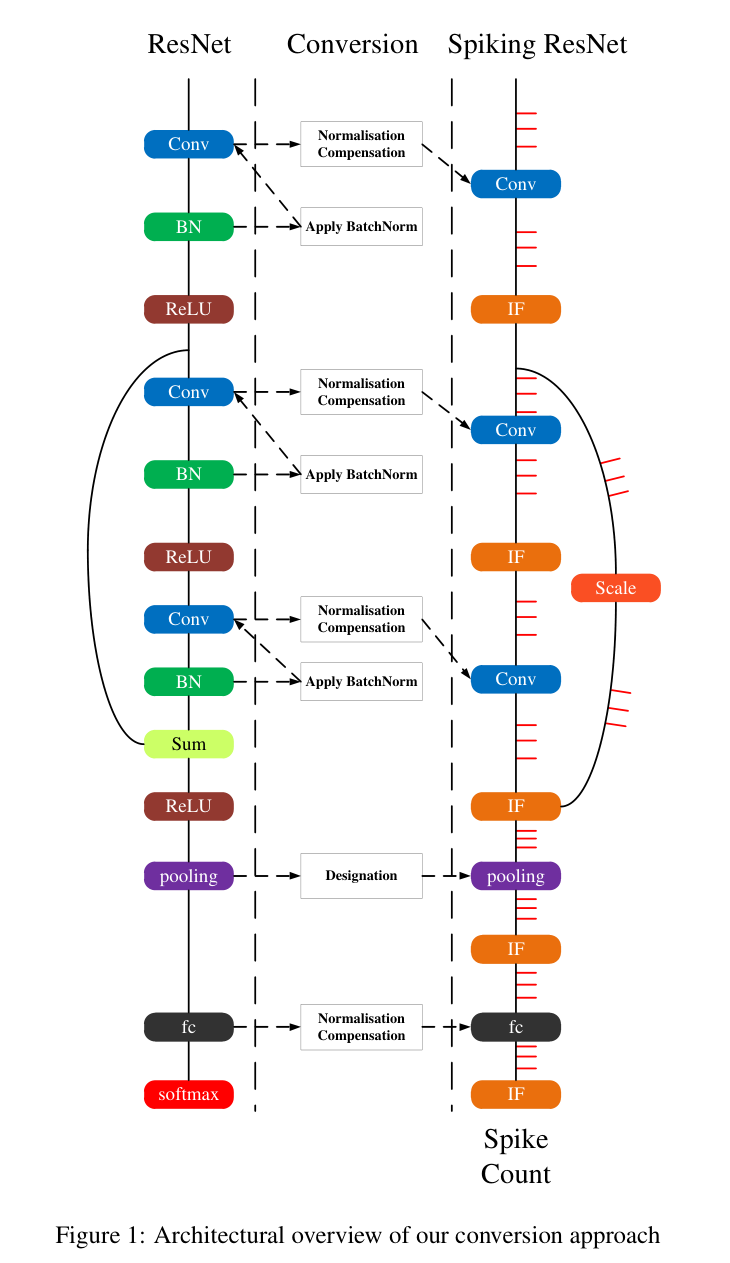 ResNet Conversion Spiking ResNet
Conv
Normalisation
Compensation
Conv
BN
Apply BatchNorm
ReLU
IF
Conv
Normalisation
Compensation
Conv
BN
Apply BatchNorm
ReLU
IF
Scale
Conv
Normalisation
Compensation
Conv
BN
Apply BatchNorm
Sum
ReLU
IF
pooling
Designation
pooling
IF
fc
Normalisation
Compensation
fc
softmax
IF
Spike
Count
Figure 1: Architectural overview of our conversion approach